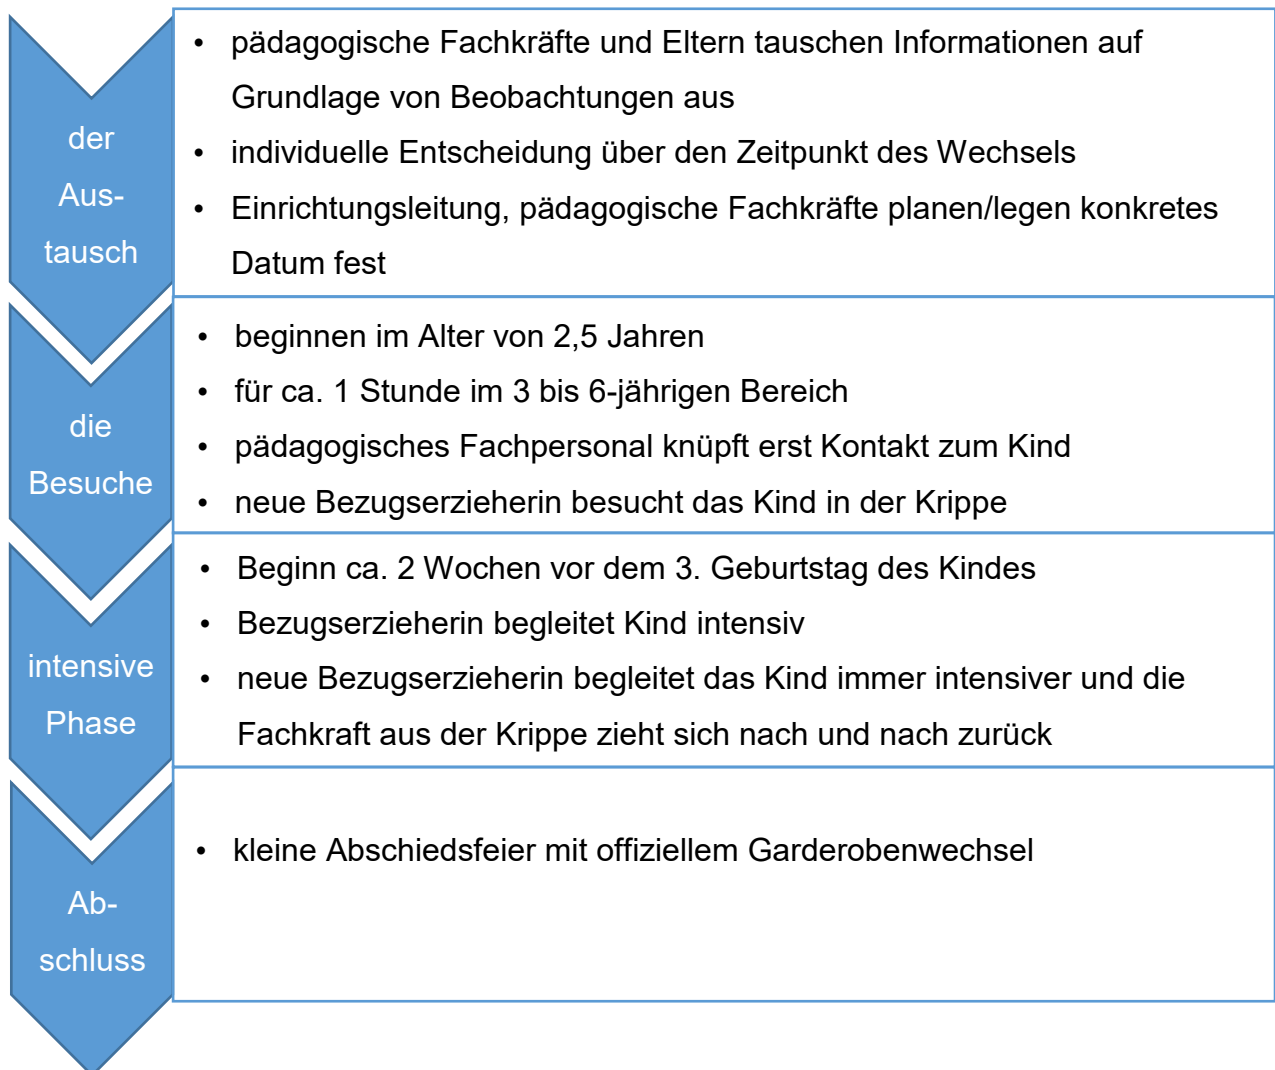 der
Aus-
tausch
• pädagogische Fachkräfte und Eltern tauschen Informationen auf
Grundlage von Beobachtungen aus
• individuelle Entscheidung über den Zeitpunkt des Wechsels
• Einrichtungsleitung, pädagogische Fachkräfte planen/legen konkretes
Datum fest
die
Besuche
• beginnen im Alter von 2,5 Jahren
• für ca. 1 Stunde im 3 bis 6-jährigen Bereich
• pädagogisches Fachpersonal knüpft erst Kontakt zum Kind
• neue Bezugserzieherin besucht das Kind in der Krippe
intensive
Phase
• Beginn ca. 2 Wochen vor dem 3. Geburtstag des Kindes
• Bezugserzieherin begleitet Kind intensiv
• neue Bezugserzieherin begleitet das Kind immer intensiver und die
Fachkraft aus der Krippe zieht sich nach und nach zurück
Ab-
schluss
• kleine Abschiedsfeier mit offiziellem Garderobenwechsel